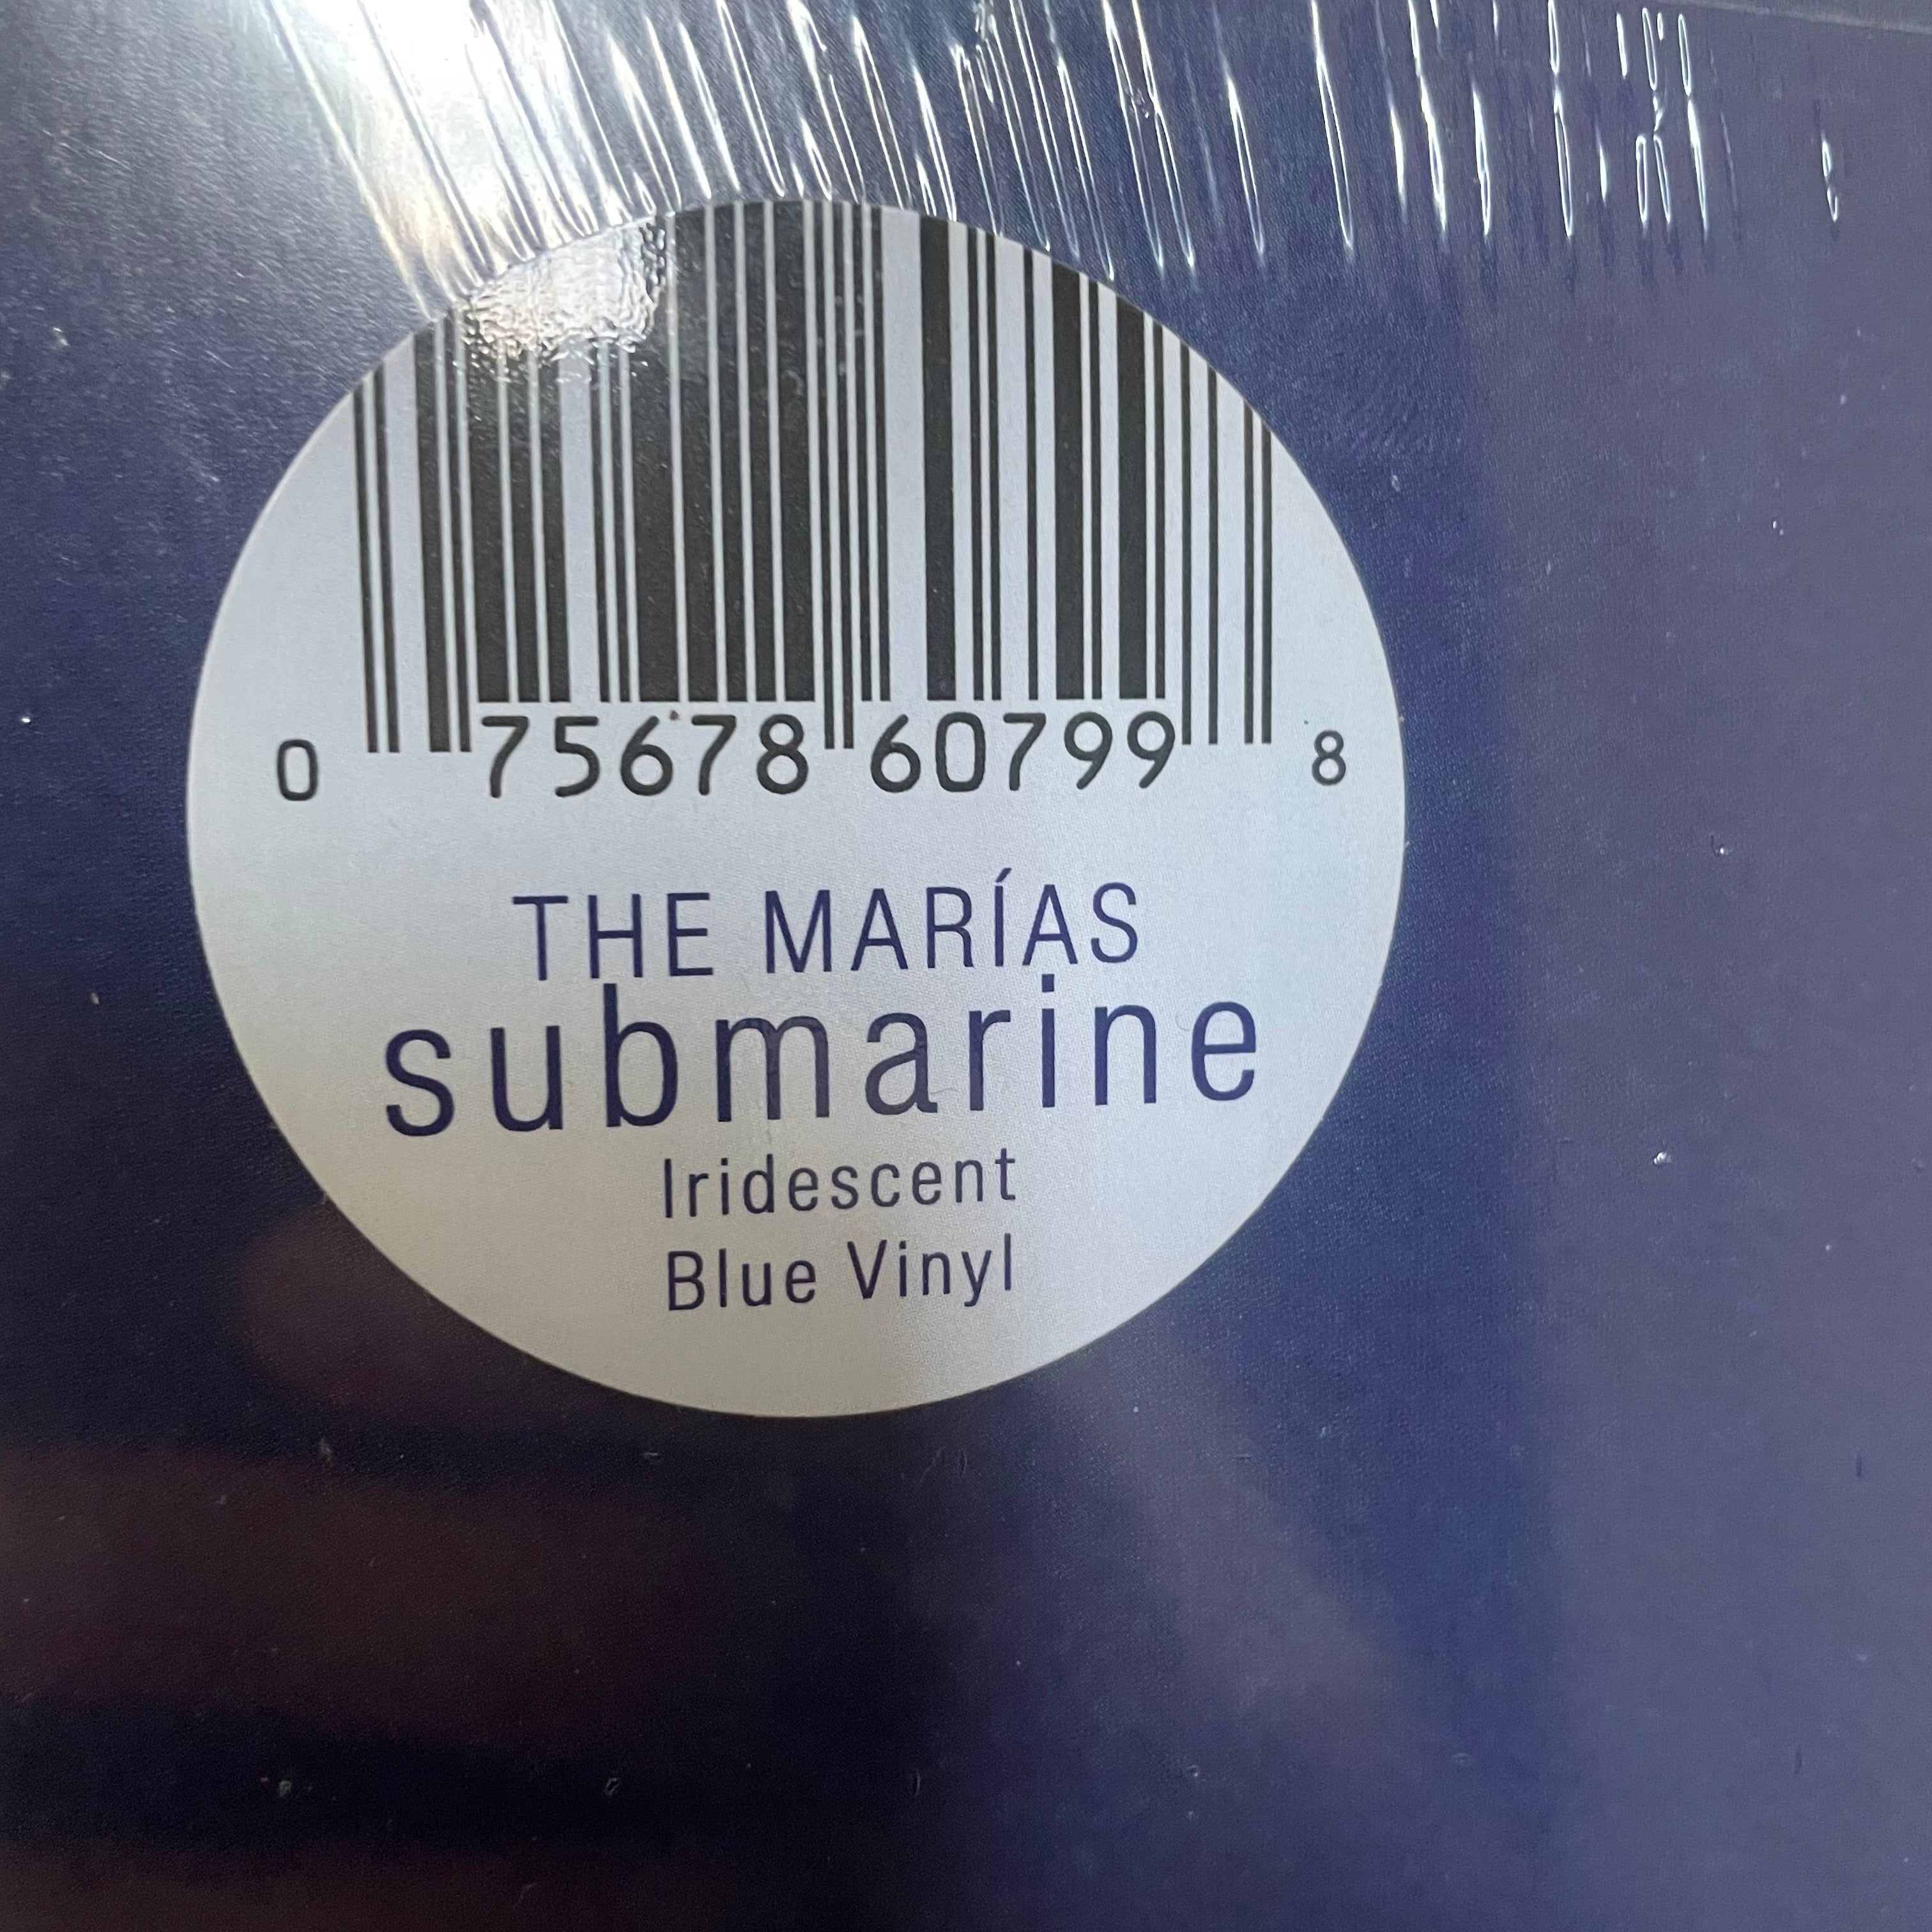 0 75678 60799 8
THE MARÍAS
submarine
Iridescent
Blue Vinyl